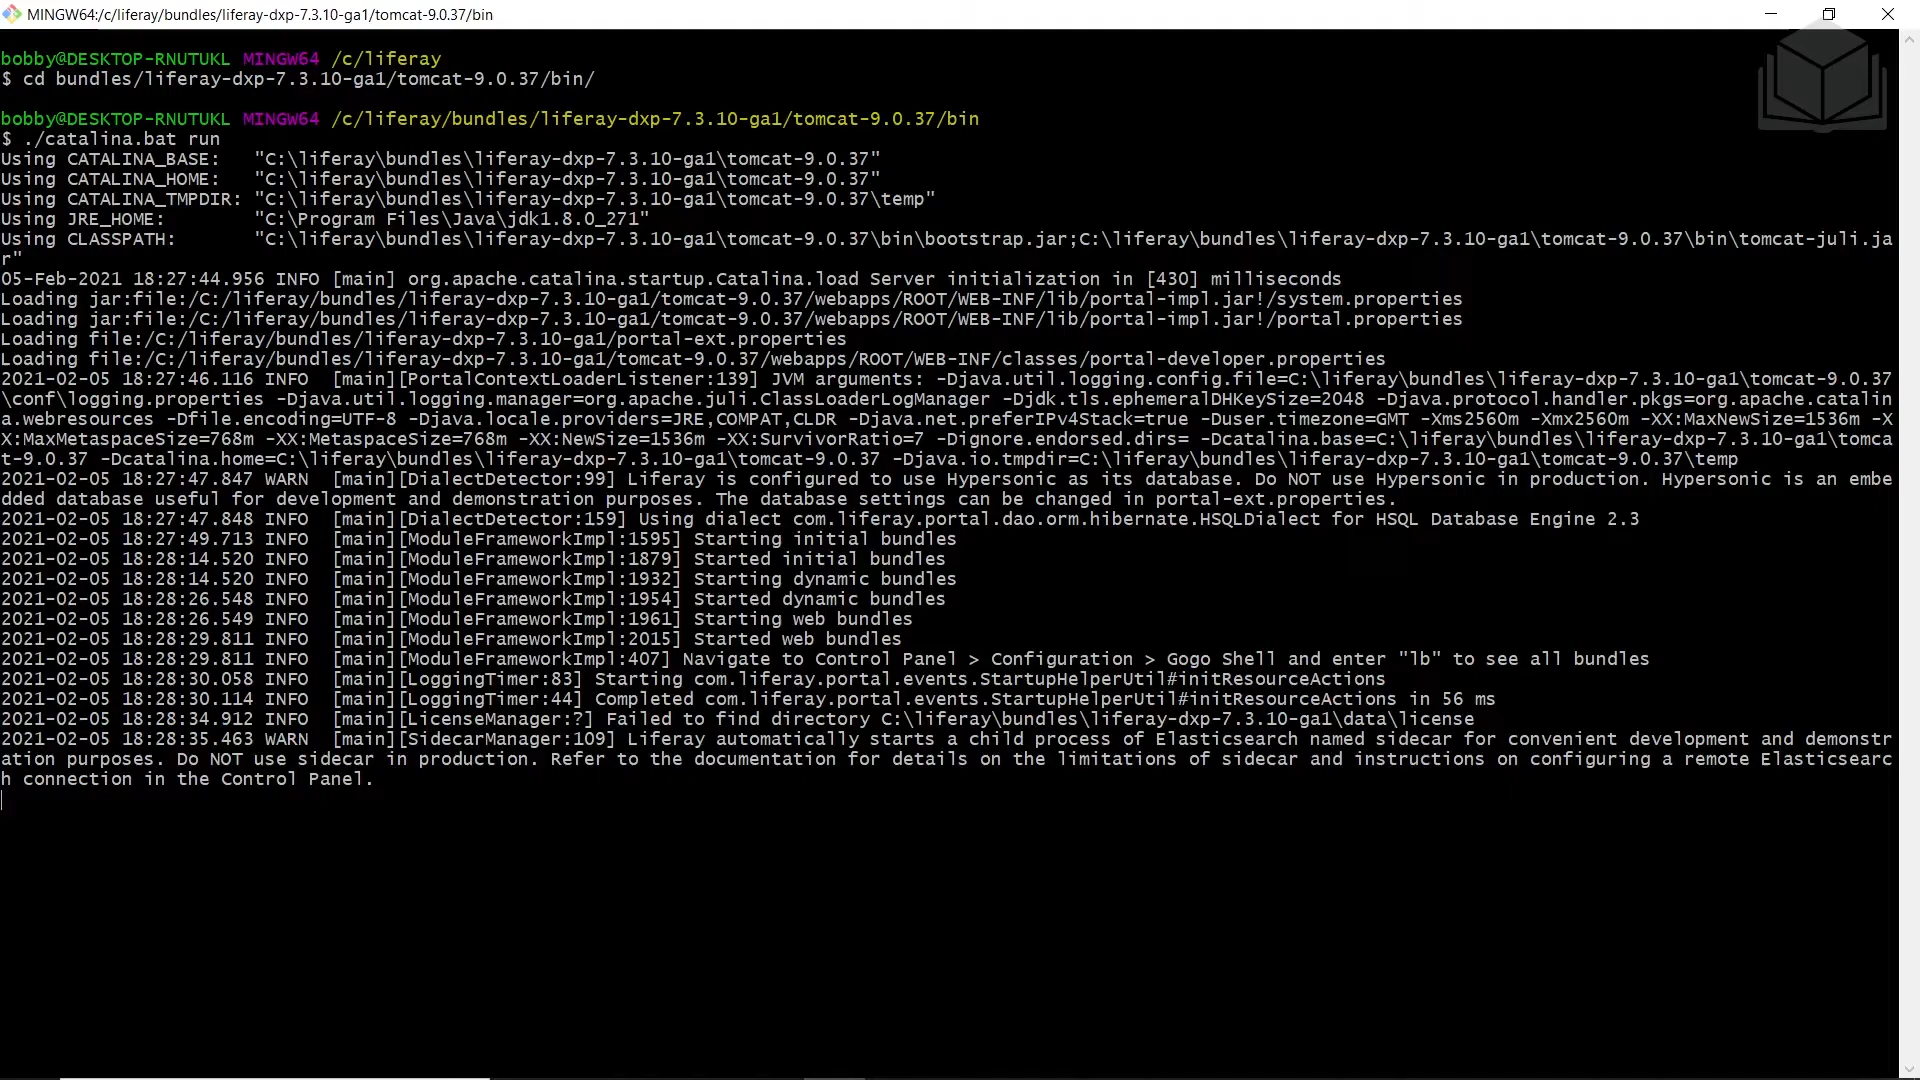 MINGW64:/c/liferay/bundles/liferay-dxp-7.3.10-ga1/tomcat-9.0.37/bin
bobby@DESKTOP-RNUTUKL MINGW64 /c/liferay
$ cd bundles/liferay-dxp-7.3.10-ga1/tomcat-9.0.37/bin/
bobby@DESKTOP-RNUTUKL MINGW64 /c/liferay/bundles/liferay-dxp-7.3.10-ga1/tomcat-9.0.37/bin
$ ./catalina.bat run
Using CATALINA_BASE:   "C:\liferay\bundles\liferay-dxp-7.3.10-ga1\tomcat-9.0.37"
Using CATALINA_HOME:   "C:\liferay\bundles\liferay-dxp-7.3.10-ga1\tomcat-9.0.37"
Using CATALINA_TMPDIR: "C:\liferay\bundles\liferay-dxp-7.3.10-ga1\tomcat-9.0.37\temp"
Using JRE_HOME:        "C:\Program Files\Java\jdk1.8.0_271"
Using CLASSPATH:       "C:\liferay\bundles\liferay-dxp-7.3.10-ga1\tomcat-9.0.37\bin\bootstrap.jar;C:\liferay\bundles\liferay-dxp-7.3.10-ga1\tomcat-9.0.37\bin\tomcat-juli.ja
r"
05-Feb-2021 18:27:44.956 INFO [main] org.apache.catalina.startup.Catalina.load Server initialization in [430] milliseconds
Loading jar:file:/C:/liferay/bundles/liferay-dxp-7.3.10-ga1/tomcat-9.0.37/webapps/ROOT/WEB-INF/lib/portal-impl.jar!/system.properties
Loading jar:file:/C:/liferay/bundles/liferay-dxp-7.3.10-ga1/tomcat-9.0.37/webapps/ROOT/WEB-INF/lib/portal-impl.jar!/portal.properties
Loading file:/C:/liferay/bundles/liferay-dxp-7.3.10-ga1/portal-ext.properties
Loading file:/C:/liferay/bundles/liferay-dxp-7.3.10-ga1/tomcat-9.0.37/webapps/ROOT/WEB-INF/classes/portal-developer.properties
2021-02-05 18:27:46.116 INFO  [main][PortalContextLoaderListener:139] JVM arguments: -Djava.util.logging.config.file=C:\liferay\bundles\liferay-dxp-7.3.10-ga1\tomcat-9.0.37
\conf\logging.properties -Djava.util.logging.manager=org.apache.juli.ClassLoaderLogManager -Djdk.tls.ephemeralDHKeySize=2048 -Djava.protocol.handler.pkgs=org.apache.catalin
a.webresources -Dfile.encoding=UTF-8 -Djava.locale.providers=JRE,COMPAT,CLDR -Djava.net.preferIPv4Stack=true -Duser.timezone=GMT -Xms2560m -Xmx2560m -XX:MaxNewSize=1536m -X
X:MaxMetaspaceSize=768m -XX:MetaspaceSize=768m -XX:NewSize=1536m -XX:SurvivorRatio=7 -Dignore.endorsed.dirs= -Dcatalina.base=C:\liferay\bundles\liferay-dxp-7.3.10-ga1\tomca
t-9.0.37 -Dcatalina.home=C:\liferay\bundles\liferay-dxp-7.3.10-ga1\tomcat-9.0.37 -Djava.io.tmpdir=C:\liferay\bundles\liferay-dxp-7.3.10-ga1\tomcat-9.0.37\temp
2021-02-05 18:27:47.847 WARN  [main][DialectDetector:99] Liferay is configured to use Hypersonic as its database. Do NOT use Hypersonic in production. Hypersonic is an embe
dded database useful for development and demonstration purposes. The database settings can be changed in portal-ext.properties.
2021-02-05 18:27:47.848 INFO  [main][DialectDetector:159] Using dialect com.liferay.portal.dao.orm.hibernate.HSQLDialect for HSQL Database Engine 2.3
2021-02-05 18:27:49.713 INFO  [main][ModuleFrameworkImpl:1595] Starting initial bundles
2021-02-05 18:28:14.520 INFO  [main][ModuleFrameworkImpl:1879] Started initial bundles
2021-02-05 18:28:14.520 INFO  [main][ModuleFrameworkImpl:1932] Starting dynamic bundles
2021-02-05 18:28:26.548 INFO  [main][ModuleFrameworkImpl:1954] Started dynamic bundles
2021-02-05 18:28:26.549 INFO  [main][ModuleFrameworkImpl:1961] Starting web bundles
2021-02-05 18:28:29.811 INFO  [main][ModuleFrameworkImpl:2015] Started web bundles
2021-02-05 18:28:29.811 INFO  [main][ModuleFrameworkImpl:407] Navigate to Control Panel > Configuration > Gogo Shell and enter "lb" to see all bundles
2021-02-05 18:28:30.058 INFO  [main][LoggingTimer:83] Starting com.liferay.portal.events.StartupHelperUtil#initResourceActions
2021-02-05 18:28:30.114 INFO  [main][LoggingTimer:44] Completed com.liferay.portal.events.StartupHelperUtil#initResourceActions in 56 ms
2021-02-05 18:28:34.912 INFO  [main][LicenseManager:?] Failed to find directory C:\liferay\bundles\liferay-dxp-7.3.10-ga1\data\license
2021-02-05 18:28:35.463 WARN  [main][SidecarManager:109] Liferay automatically starts a child process of Elasticsearch named sidecar for convenient development and demonstr
ation purposes. Do NOT use sidecar in production. Refer to the documentation for details on the limitations of sidecar and instructions on configuring a remote Elasticsearc
h connection in the Control Panel.